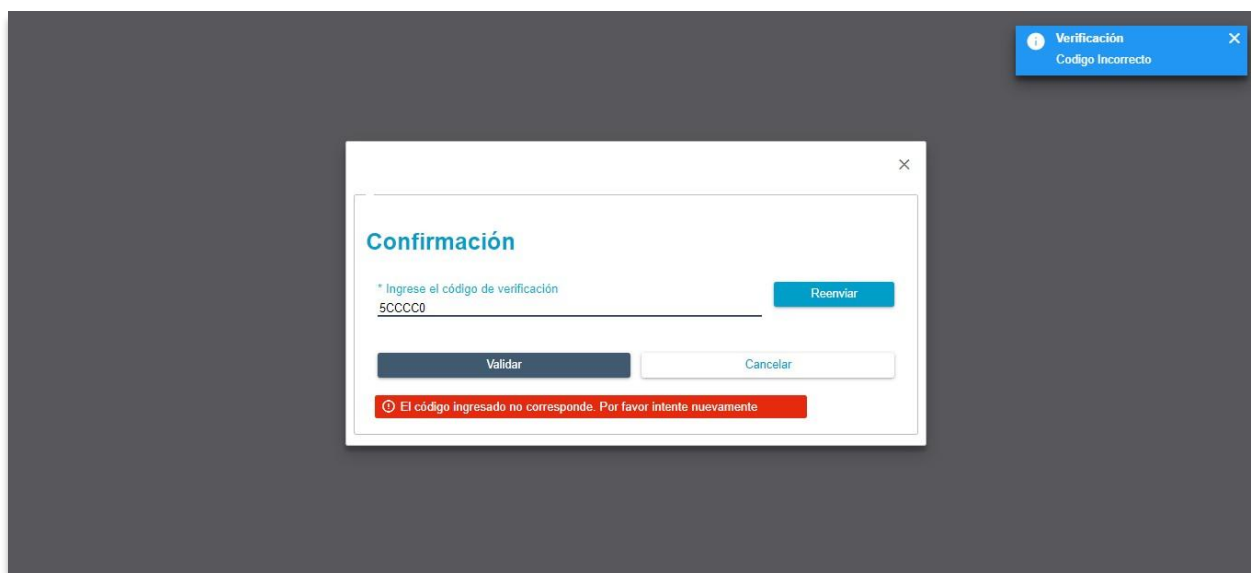 Verificación
Codigo Incorrecto
Confirmación
* Ingrese el código de verificación
5CCCC0
Reenviar
Validar
Cancelar
El código ingresado no corresponde. Por favor intente nuevamente